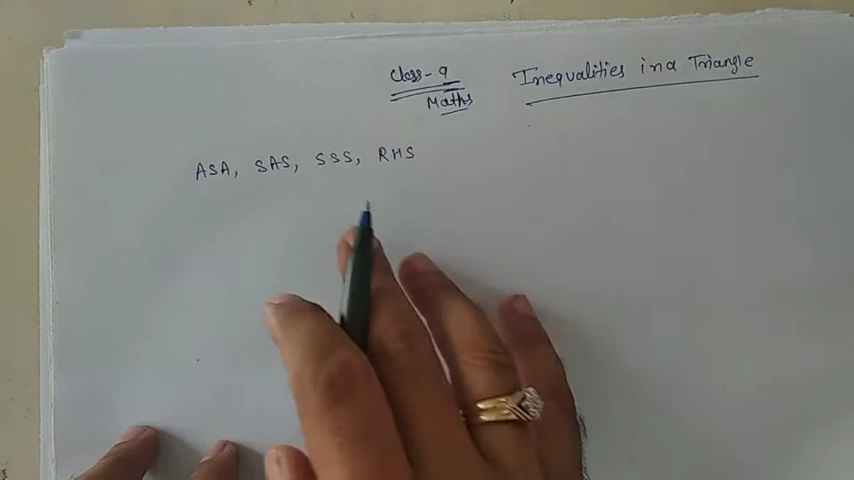 Class-9 Inequalities in a Triangle
Maths
ASA, SAS, SSS, RHS